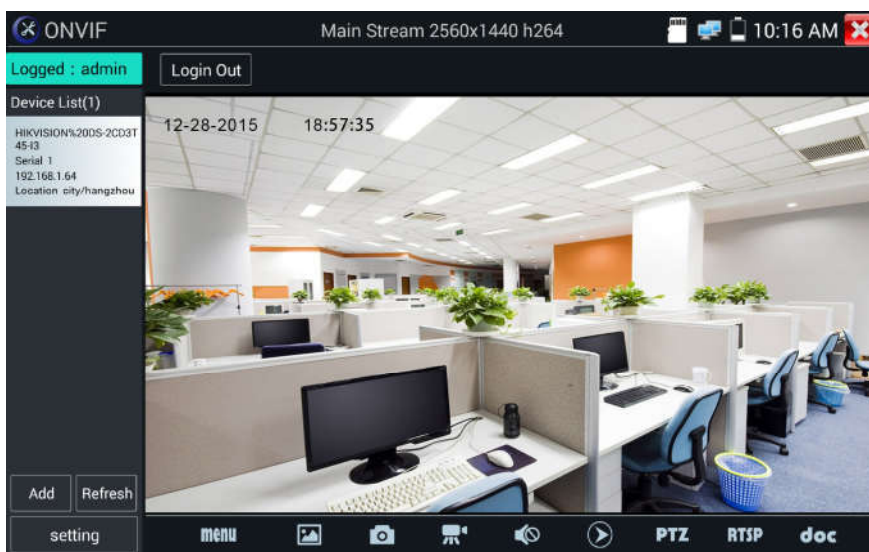 ONVIF
Main Stream 2560x1440 h264
10:16 AM
Logged : admin
Login Out
Device List(1)
HIKVISION%20DS-2CD3T
45-I3
Serial 1
192.168.1.64
Location city/hangzhou
12-28-2015 18:57:35
Add
Refresh
setting
menu
PTZ
RTSP
doc